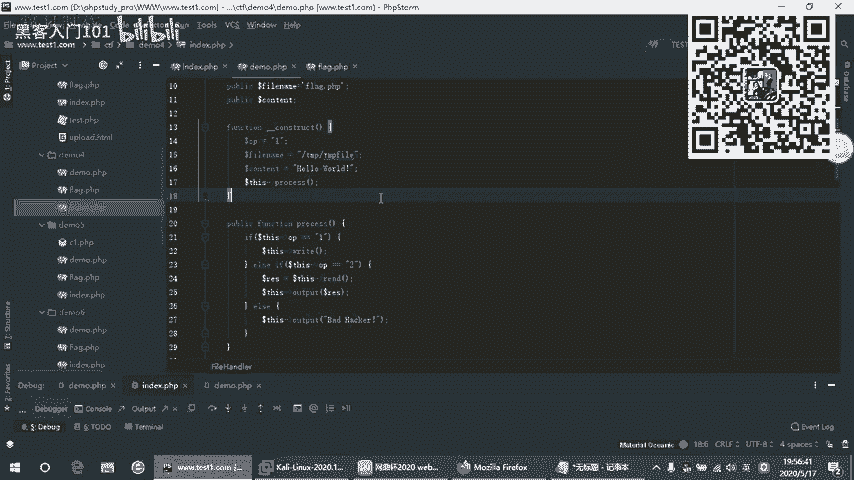 www.test1.com [D:\phpstudy_pro\WWW\www.test1.com] - ...\ctf\demo4\index.php [www.test1.com] - PhpStorm
黑客入门101 bilibili
Tools VCS Window Help
www.test1.com ctf demo4 index.php
Project
index.php × demo.php × flag.php ×
1: Project
Database
flag.php
index.php
test.php
upload.html
demo4
demo.php
flag.php
demo5
c1.php
demo.php
flag.php
index.php
demo6
demo.php
flag.php
index.php
10 public $filename='flag.php';
11 public $content;
12
13 function __construct() {
14 $op = "1";
15 $filename = "/tmp/tmpfile";
16 $content = "Hello World!";
17 $this->process();
18 }
19
20 public function process() {
21 if($this->op == "1") {
22 $this->write();
23 } else if($this->op == "2") {
24 $res = $this->read();
25 $this->output($res);
26 } else {
27 $this->output("Bad Hacker!");
28 }
29 }
FileHandler
Z: Structure
2: Favorites
Debug: demo.php × index.php × demo.php ×
Debugger Console Output
5: Debug 6: TODO Terminal Event Log
Material Oceanic 18:6 CRLF UTF-8 4 spaces
www.test1.com [ Kali-Linux-2020.1... 网鼎杯2020 web... Mozilla Firefox *无标题 - 记事本
19:56:41
2020/5/17